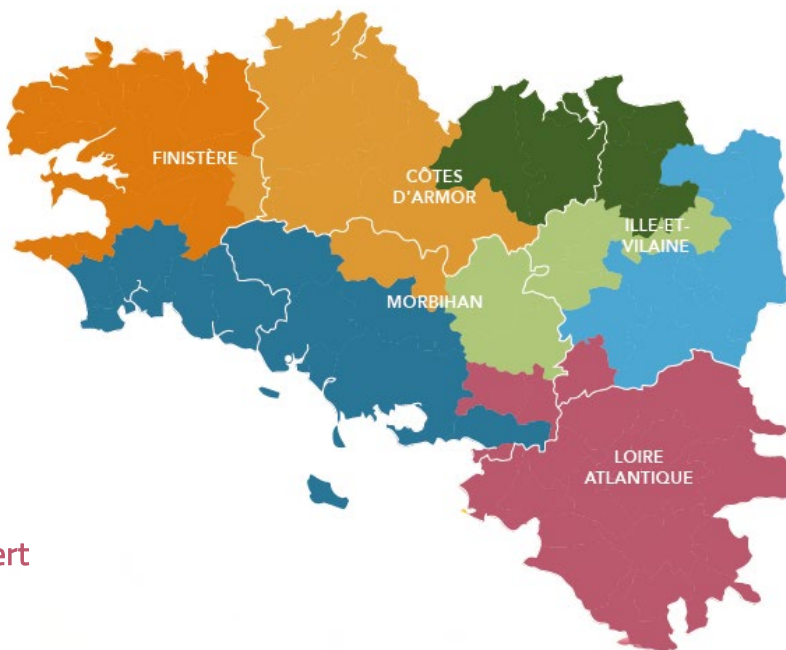 FINISTÈRE
CÔTES
D'ARMOR
ILLE-ET-
VILAINE
MORBIHAN
LOIRE
ATLANTIQUE
ert